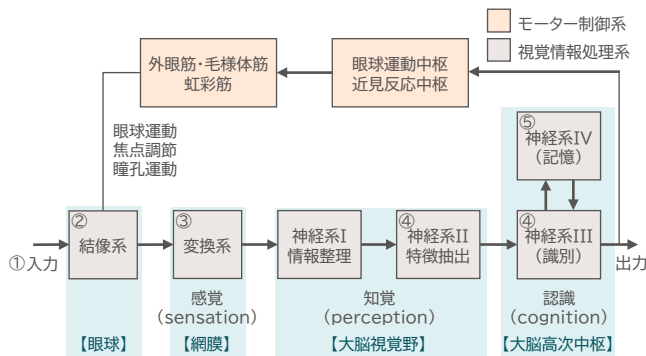 モーター制御系
視覚情報処理系
外眼筋・毛様体筋
虹彩筋
眼球運動中枢
近見反応中枢
眼球運動
焦点調節
瞳孔運動
⑤
神経系IV
（記憶）
①入力
②
結像系
③
変換系
神経系I
情報整理
④
神経系II
特徴抽出
④
神経系III
（識別）
出力
感覚
（sensation）
知覚
（perception）
認識
（cognition）
【眼球】
【網膜】
【大脳視覚野】
【大脳高次中枢】